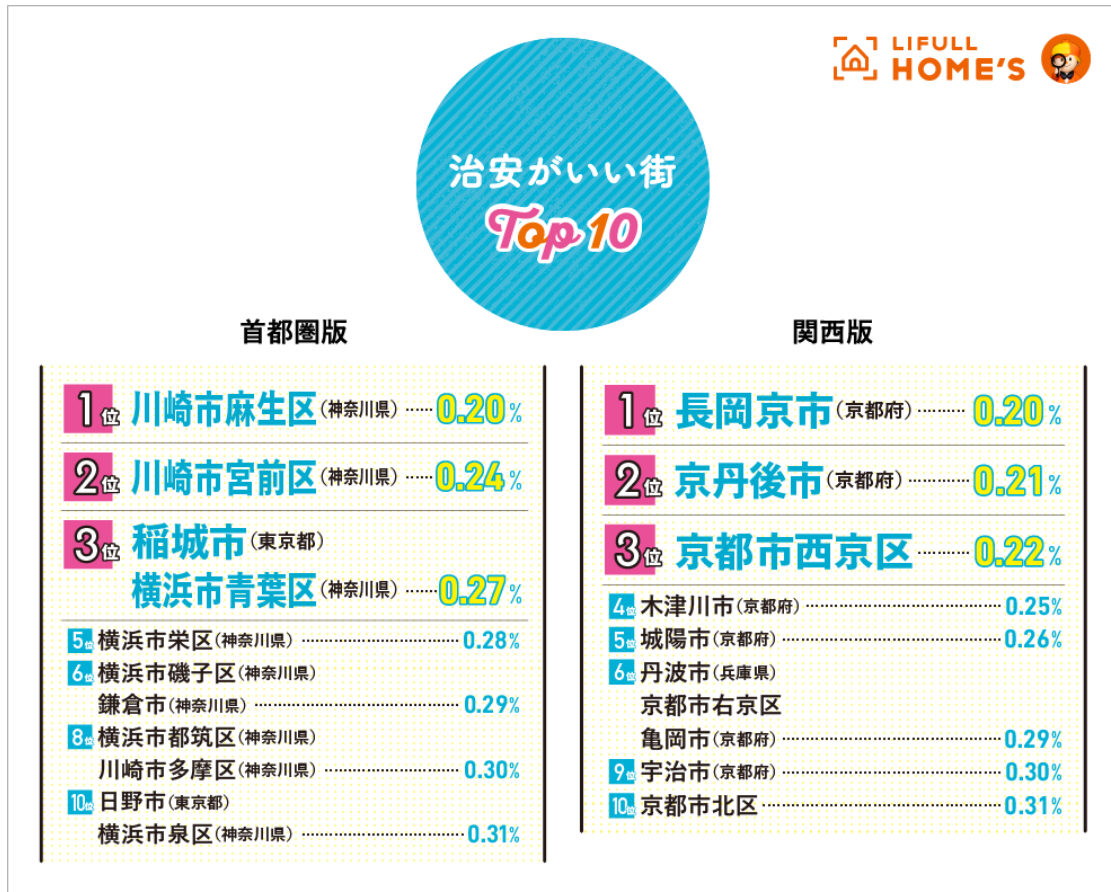 LIFULL
HOME'S
治安がいい街
Top 10
首都圏版
1位 川崎市麻生区(神奈川県)……0.20%
2位 川崎市宮前区(神奈川県)……0.24%
3位 稲城市(東京都)
横浜市青葉区(神奈川県)……0.27%
5位 横浜市栄区(神奈川県)……0.28%
6位 横浜市磯子区(神奈川県)
鎌倉市(神奈川県)……0.29%
8位 横浜市都筑区(神奈川県)
川崎市多摩区(神奈川県)……0.30%
10位 日野市(東京都)
横浜市泉区(神奈川県)……0.31%
関西版
1位 長岡京市(京都府)……0.20%
2位 京丹後市(京都府)……0.21%
3位 京都市西京区……0.22%
4位 木津川市(京都府)……0.25%
5位 城陽市(京都府)……0.26%
6位 丹波市(兵庫県)
京都市右京区
亀岡市(京都府)……0.29%
9位 宇治市(京都府)……0.30%
10位 京都市北区……0.31%